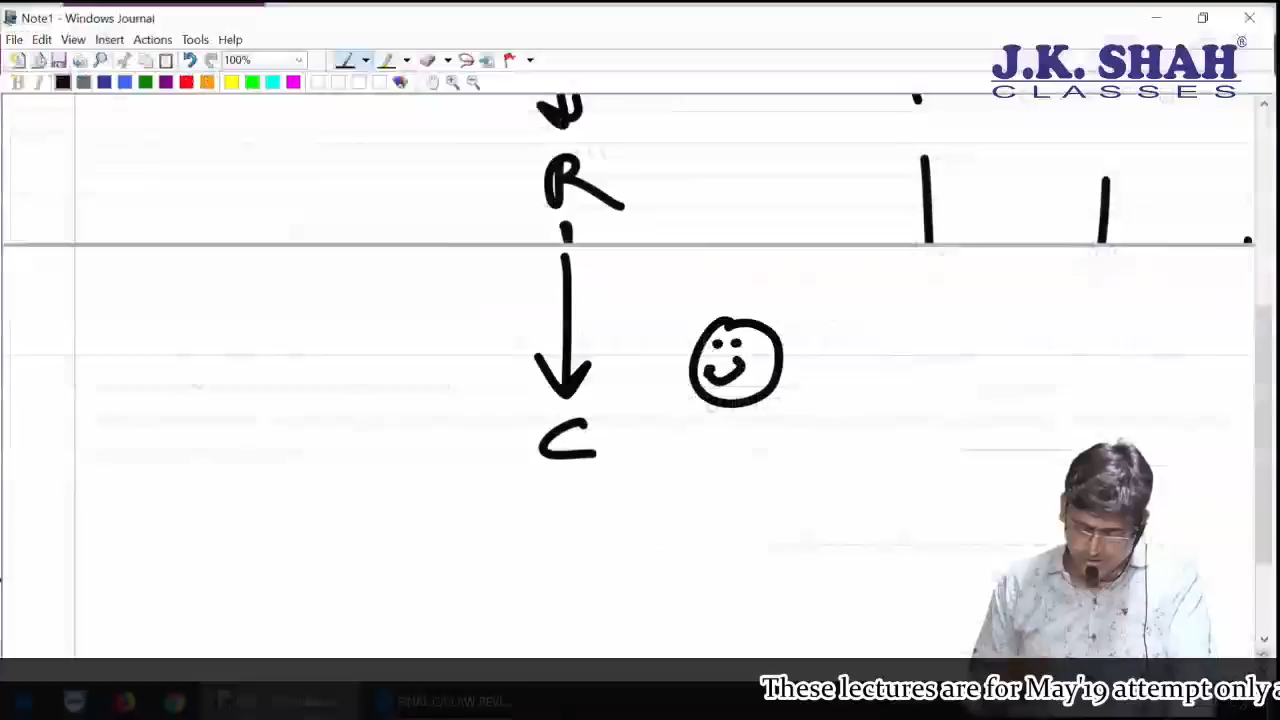 Note1 - Windows Journal
File Edit View Insert Actions Tools Help
100%
B I
J.K. SHAH®
CLASSES
R
C
These lectures are for May'19 attempt only